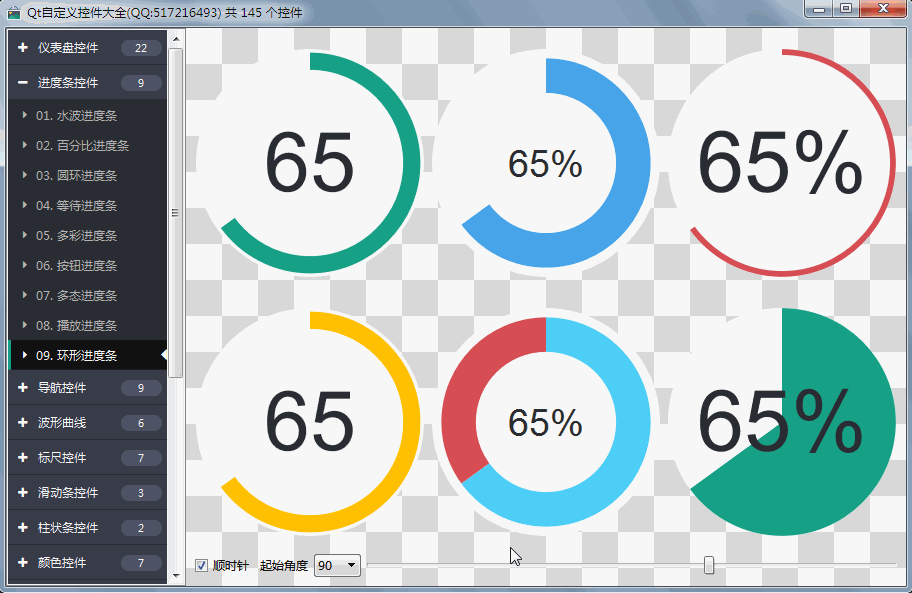 Qt自定义控件大全(QQ:517216493) 共 145 个控件
仪表盘控件 22
进度条控件 9
01. 水波进度条
02. 百分比进度条
03. 圆环进度条
04. 等待进度条
05. 多彩进度条
06. 按钮进度条
07. 多态进度条
08. 播放进度条
09. 环形进度条
导航控件 9
波形曲线 6
标尺控件 7
滑动条控件 3
柱状条控件 2
颜色控件 7
65
65%
65%
65
65%
65%
顺时针 起始角度 90